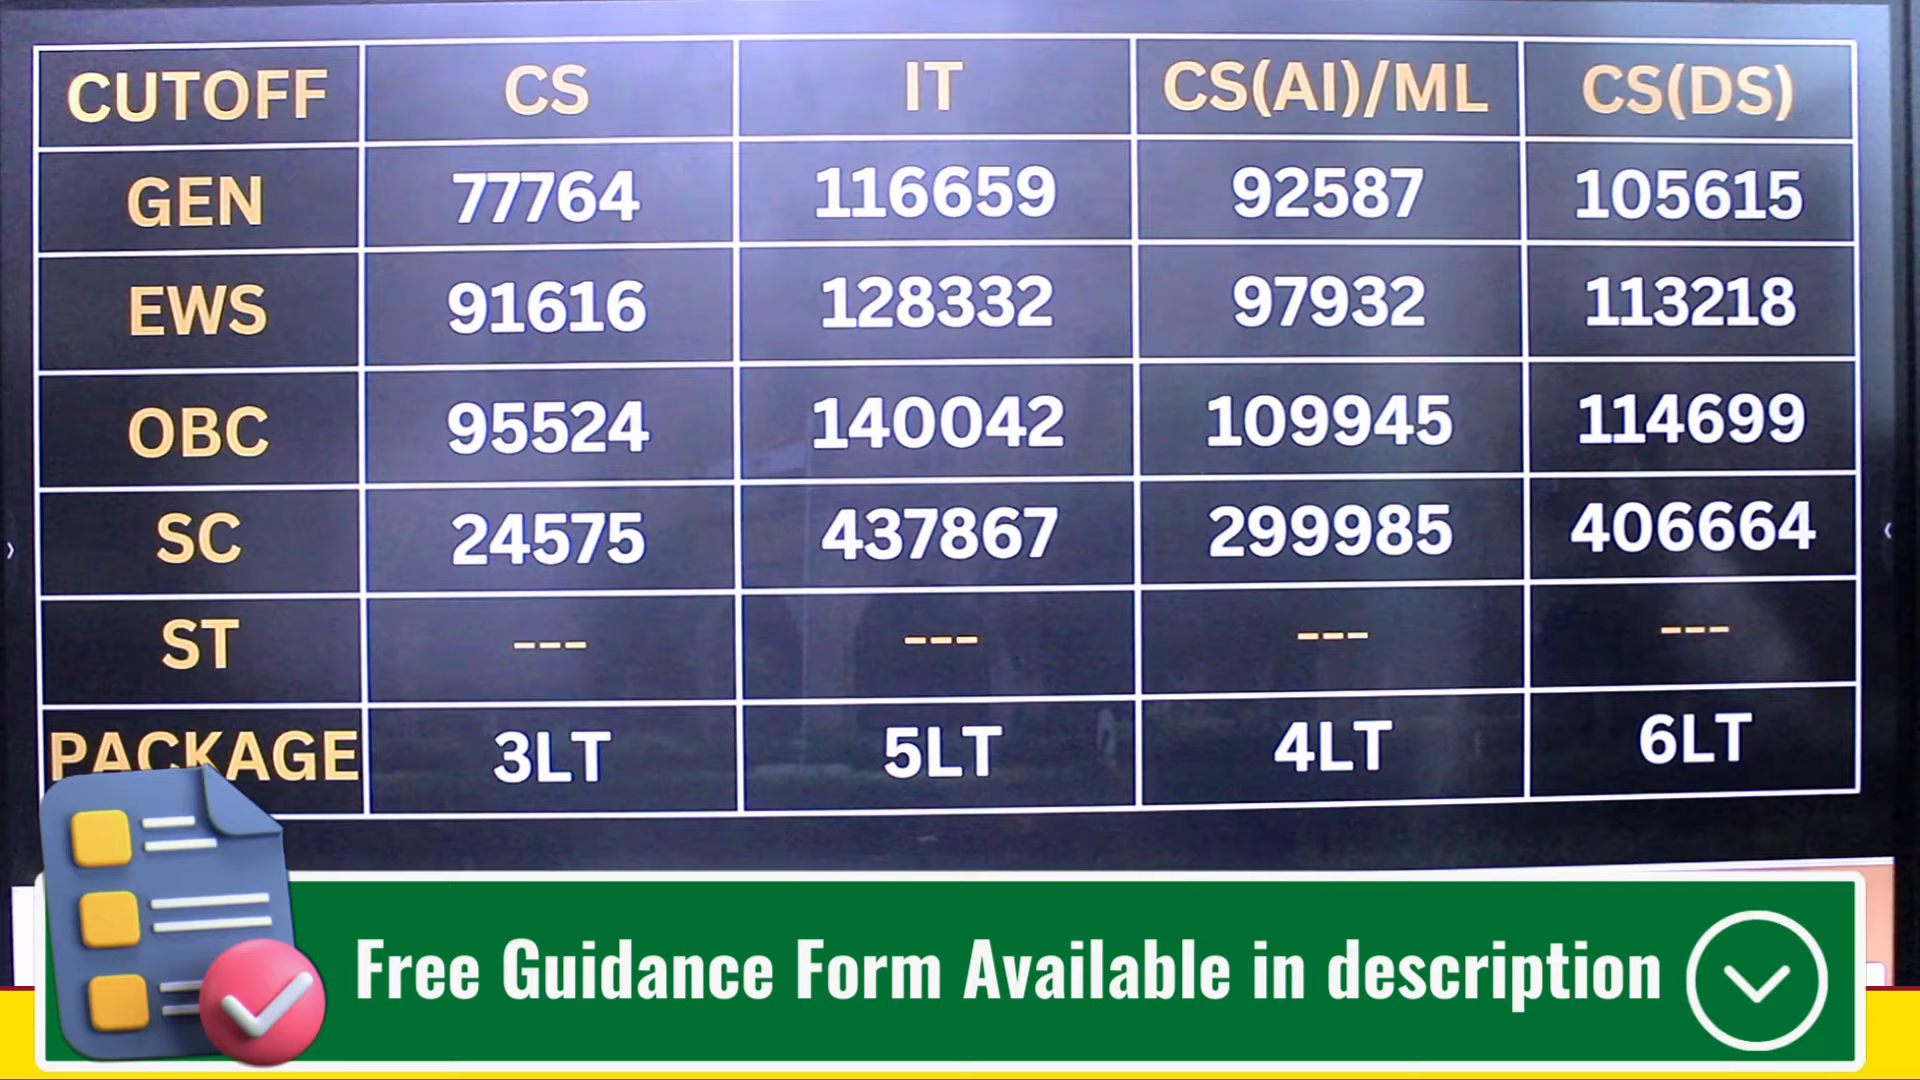 CUTOFF CS IT CS(AI)/ML CS(DS)
GEN 77764 116659 92587 105615
EWS 91616 128332 97932 113218
OBC 95524 140042 109945 114699
SC 24575 437867 299985 406664
ST --- --- --- ---
PACKAGE 3LT 5LT 4LT 6LT
Free Guidance Form Available in description